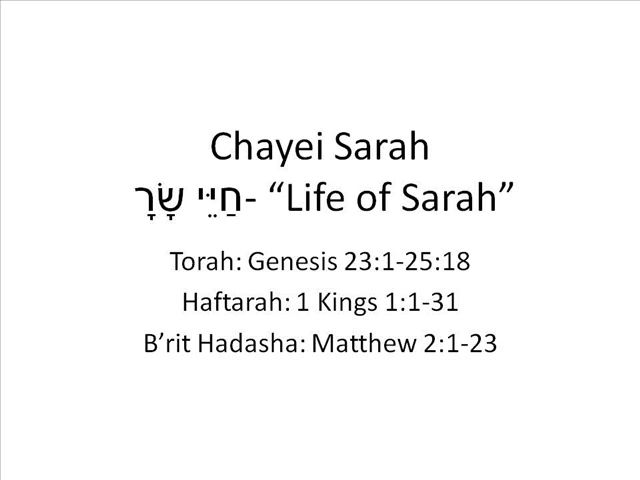 Chayei Sarah
חַיֵּי שָׂרָ- “Life of Sarah”
Torah: Genesis 23:1-25:18
Haftarah: 1 Kings 1:1-31
B’rit Hadasha: Matthew 2:1-23